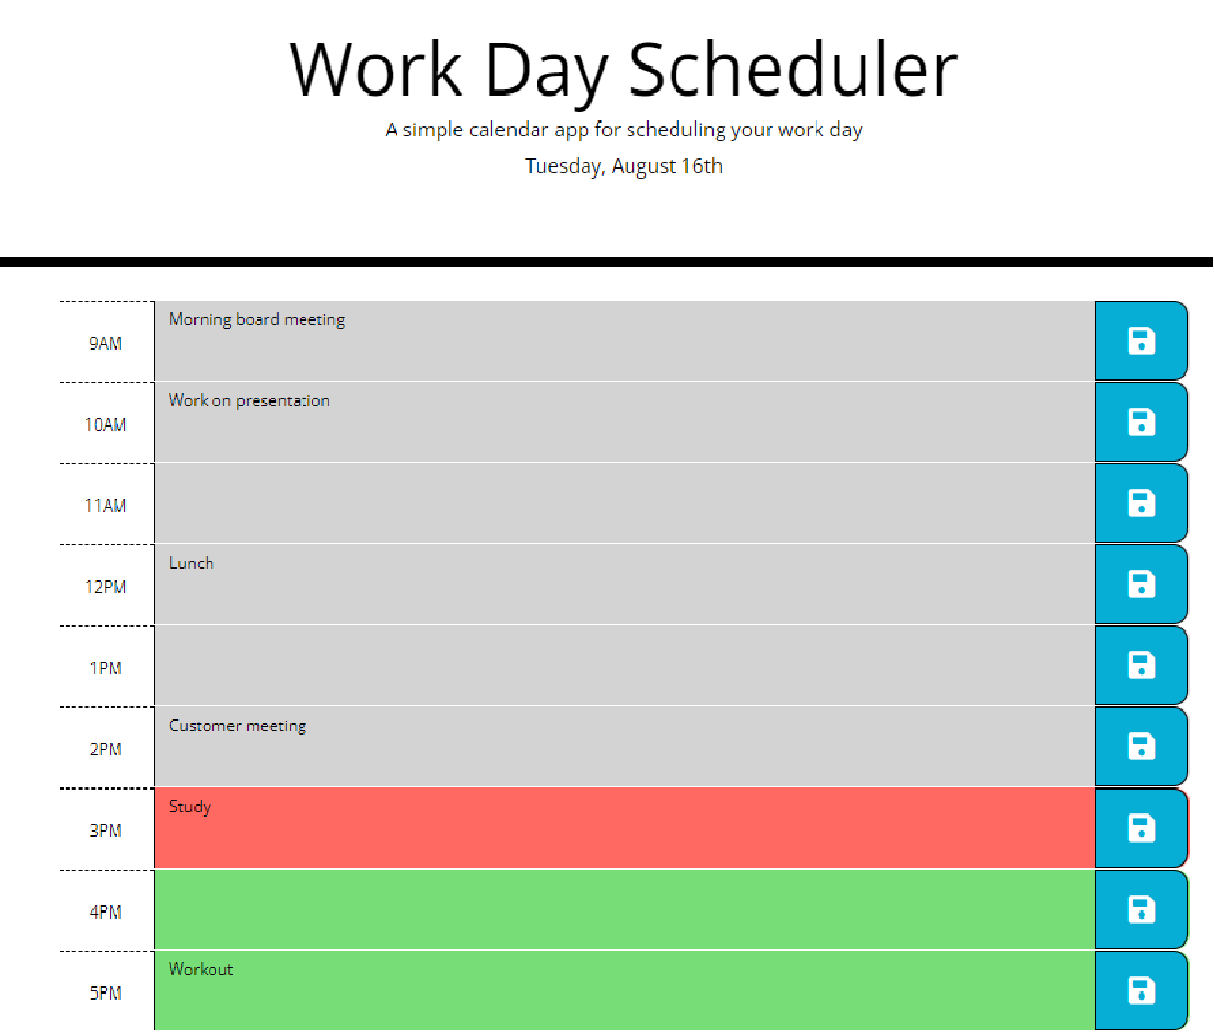 Work Day Scheduler
A simple calendar app for scheduling your work day
Tuesday, August 16th
9AM
Morning board meeting
10AM
Work on presentation
11AM
12PM
Lunch
1PM
2PM
Customer meeting
3PM
Study
4PM
5PM
Workout